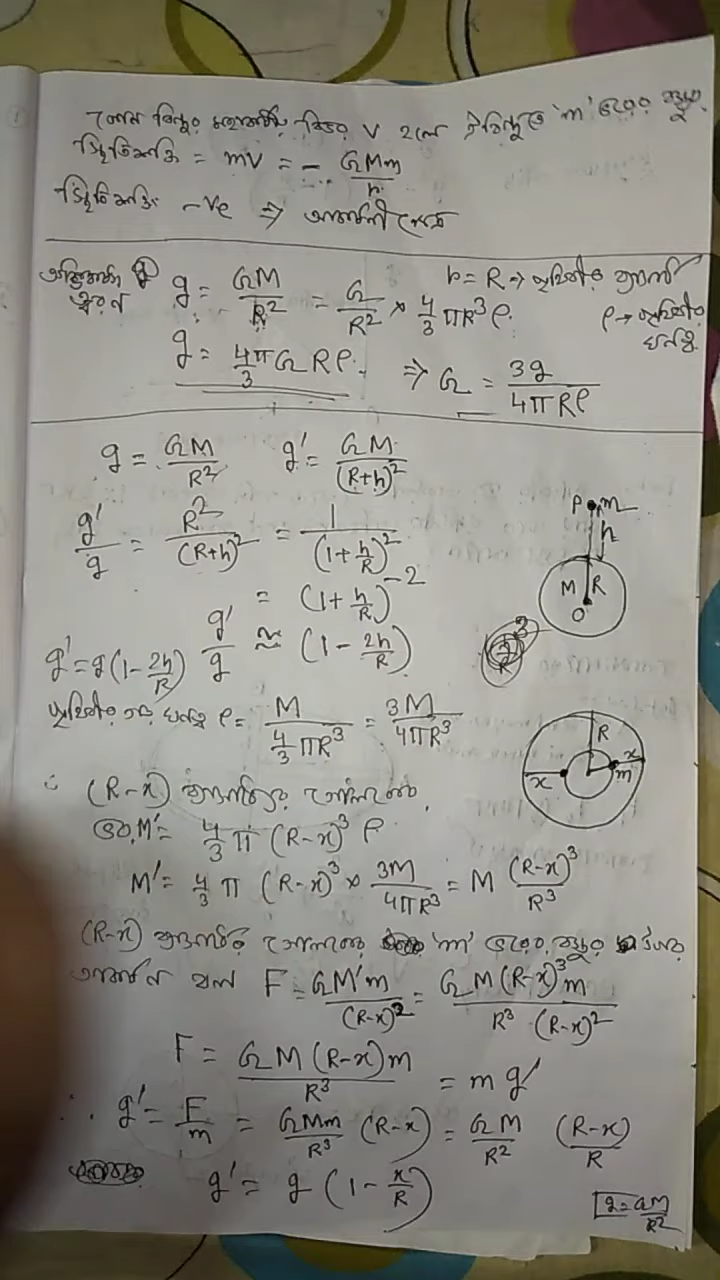 কোন বিন্দুর মহাকর্ষীয় বিভব V হলে ঐ বিন্দুতে 'm' ভরের বস্তুর
স্থিতিশক্তি = mV = - GMm/r
স্থিতিশক্তি -Ve ⇒ আকর্ষণী ক্ষেত্র
অভিকর্ষজ ত্বরণ g = GM/R² = G/R² × 4/3 πR³ρ
r = R → পৃথিবীর ব্যাসার্ধ
ρ → পৃথিবীর ঘনত্ব
g = 4π/3 GRρ. ⇒ G = 3g/4πRρ
g = GM/R² g' = GM/(R+h)²
g'/g = R²/(R+h)² = 1/(1+h/R)²
= (1+h/R)⁻²
g' = g(1-2h/R) g'/g ≅ (1-2h/R)
P m
h
M R
O
পৃথিবীর গড় ঘনত্ব ρ = M/(4/3 πR³) = 3M/4πR³
R
x x
m
∴ (R-x) ব্যাসার্ধের গোলকের
ভর, M' = 4/3 π (R-x)³ ρ
M' = 4/3 π (R-x)³ × 3M/4πR³ = M (R-x)³/R³
(R-x) ব্যাসার্ধের গোলকের 'm' ভরের বস্তুর উপর
আকর্ষন বল F = GM'm/(R-x)² = GM(R-x)³m/R³ (R-x)²
F = GM(R-x)m/R³ = mg'
∴ g' = F/m = GMm/R³ (R-x) = GM/R² (R-x)/R
g' = g (1-x/R)
g = GM/R²